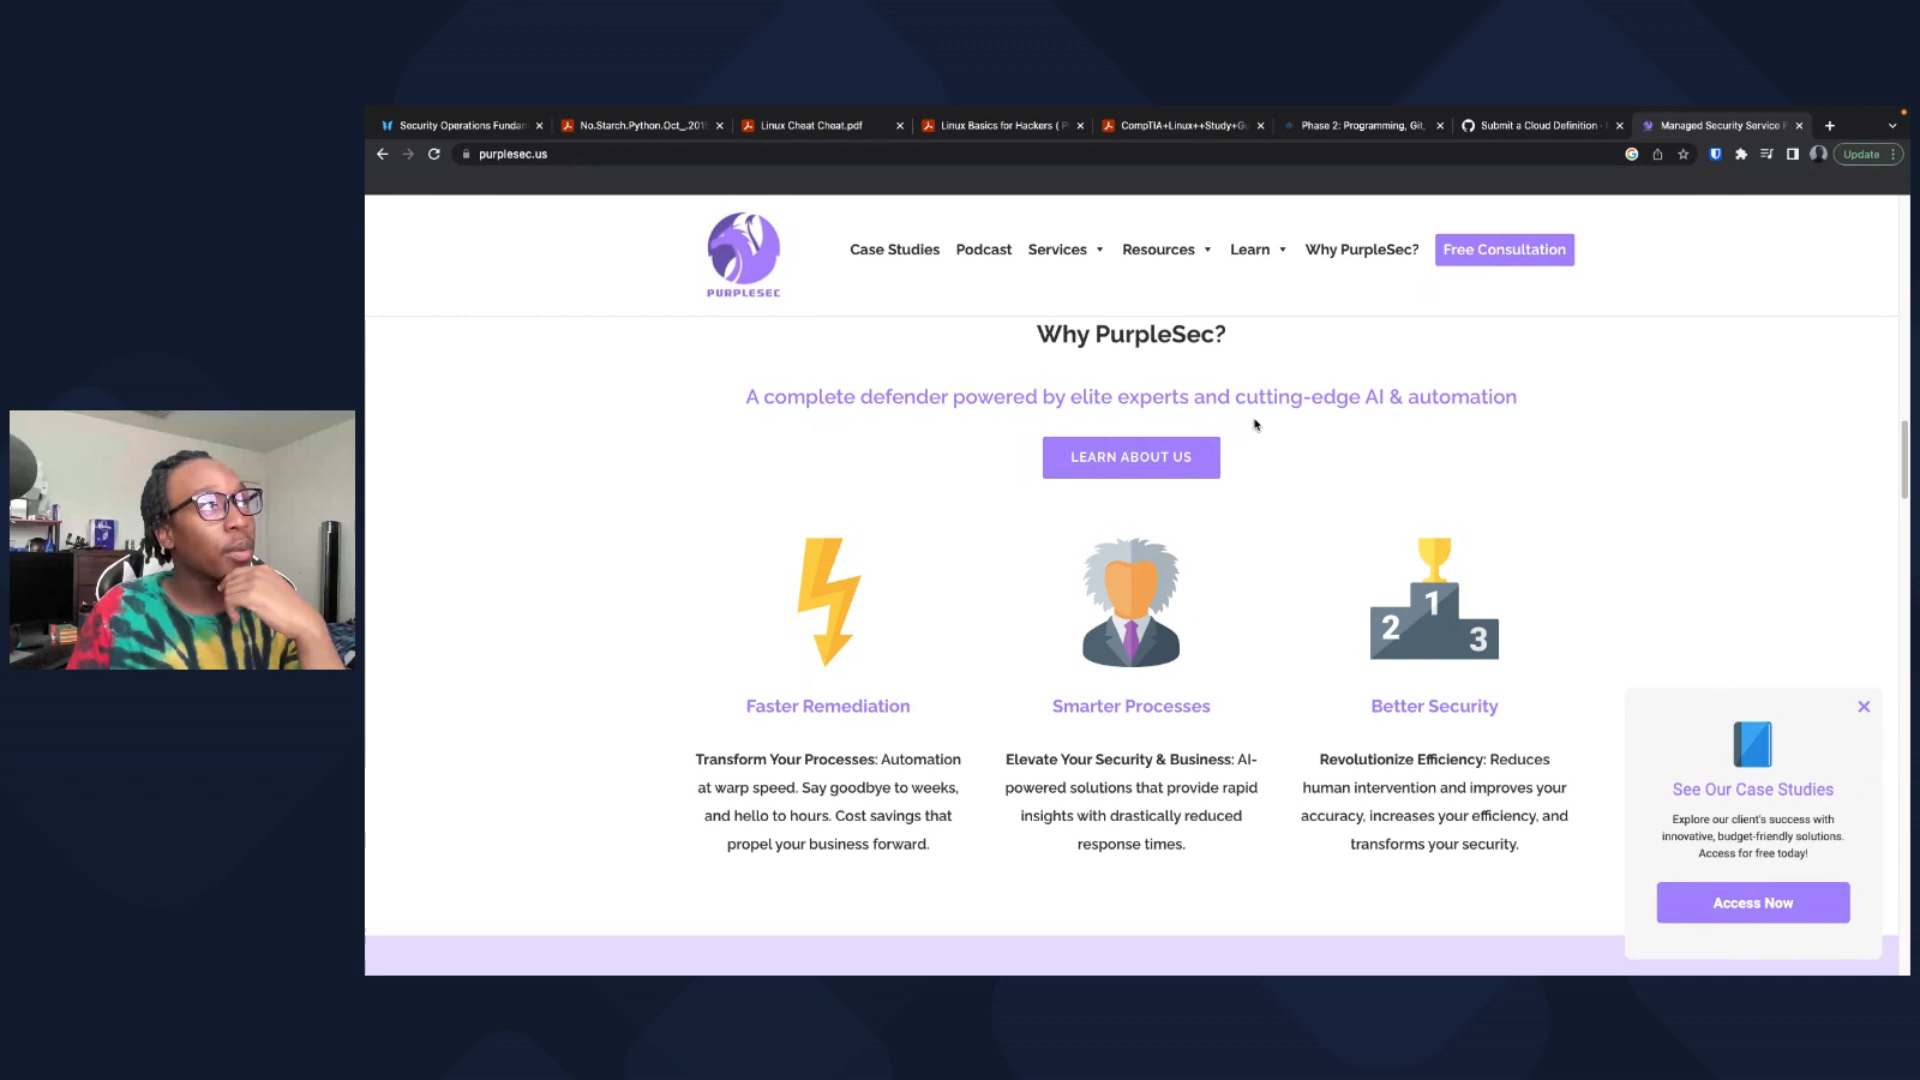 Security Operations Fundam
No.Starch.Python.Oct_.201
Linux Cheat Cheat.pdf
Linux Basics for Hackers ( P
CompTIA+Linux++Study+Gu
Phase 2: Programming, Git,
Submit a Cloud Definition ·
Managed Security Service P
purplesec.us
Update
PURPLESEC
Case Studies
Podcast
Services
Resources
Learn
Why PurpleSec?
Free Consultation
Why PurpleSec?
A complete defender powered by elite experts and cutting-edge AI & automation
LEARN ABOUT US
Faster Remediation
Transform Your Processes: Automation
at warp speed. Say goodbye to weeks,
and hello to hours. Cost savings that
propel your business forward.
Smarter Processes
Elevate Your Security & Business: AI-
powered solutions that provide rapid
insights with drastically reduced
response times.
1
2
3
Better Security
Revolutionize Efficiency: Reduces
human intervention and improves your
accuracy, increases your efficiency, and
transforms your security.
See Our Case Studies
Explore our client's success with
innovative, budget-friendly solutions.
Access for free today!
Access Now